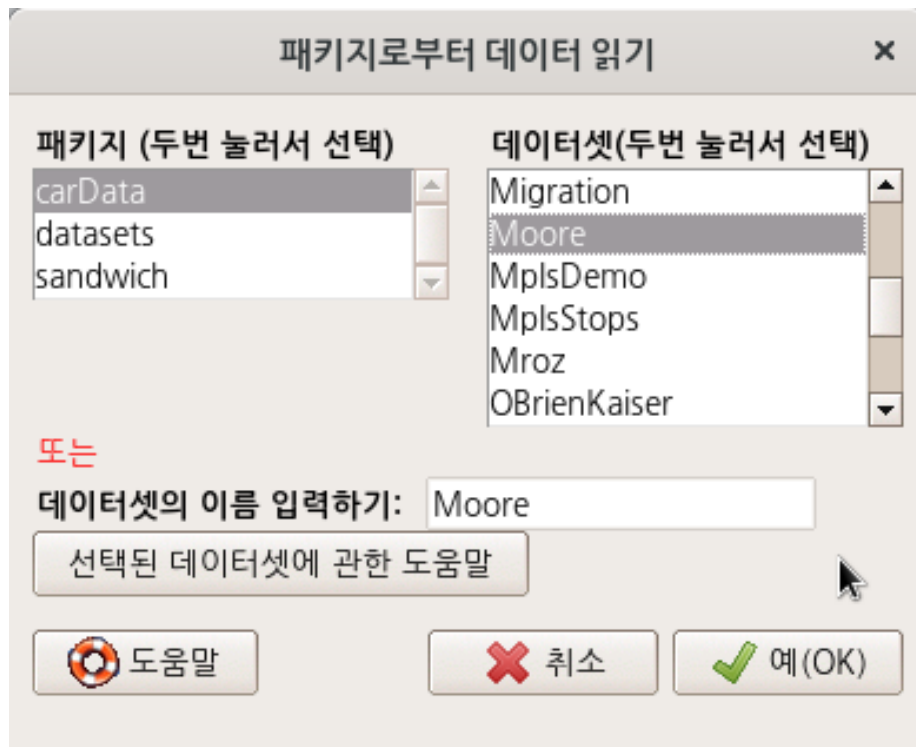 패키지로부터 데이터 읽기 ×
패키지 (두번 눌러서 선택)
carData
datasets
sandwich
데이터셋(두번 눌러서 선택)
Migration
Moore
MplsDemo
MplsStops
Mroz
OBrienKaiser
또는
데이터셋의 이름 입력하기: Moore
선택된 데이터셋에 관한 도움말
도움말 취소 예(OK)